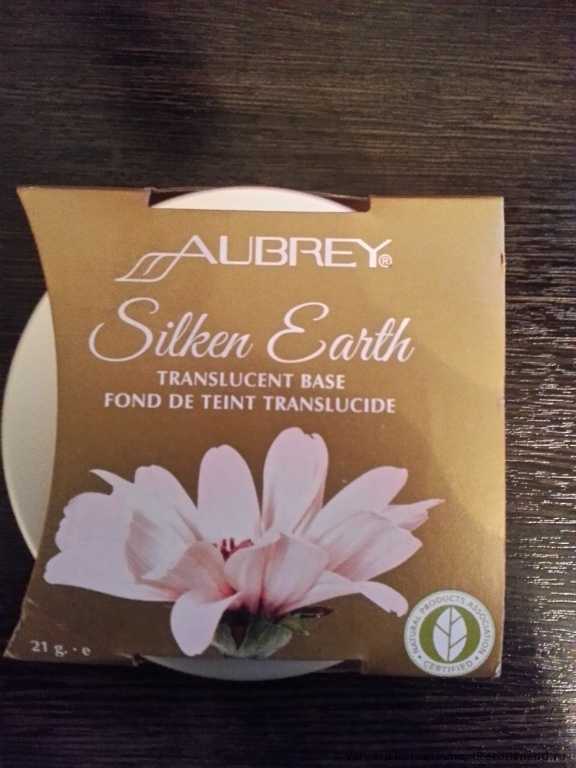 AUBREY®
Silken Earth
TRANSLUCENT BASE
FOND DE TEINT TRANSLUCIDE
21 g. · e
NATURAL PRODUCTS ASSOCIATION
• CERTIFIED •